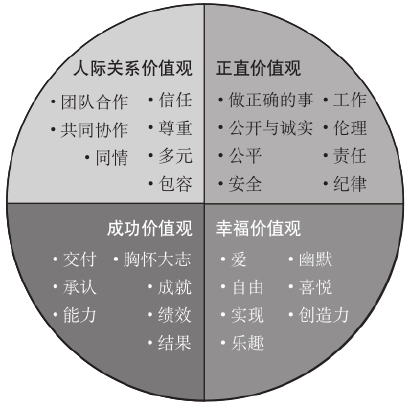 人际关系价值观
·团队合作 ·信任
·共同协作 ·尊重
·同情 ·多元
·包容
正直价值观
·做正确的事 ·工作
·公开与诚实 ·伦理
·公平 ·责任
·安全 ·纪律
成功价值观
·交付 ·胸怀大志
·承认 ·成就
·能力 ·绩效
·结果
幸福价值观
·爱 ·幽默
·自由 ·喜悦
·实现 ·创造力
·乐趣